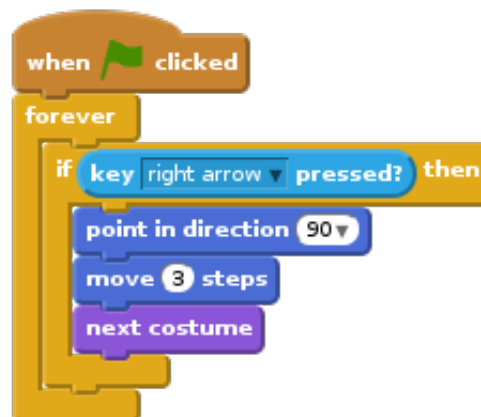 when clicked
forever
if key right arrow pressed? then
point in direction 90
move 3 steps
next costume